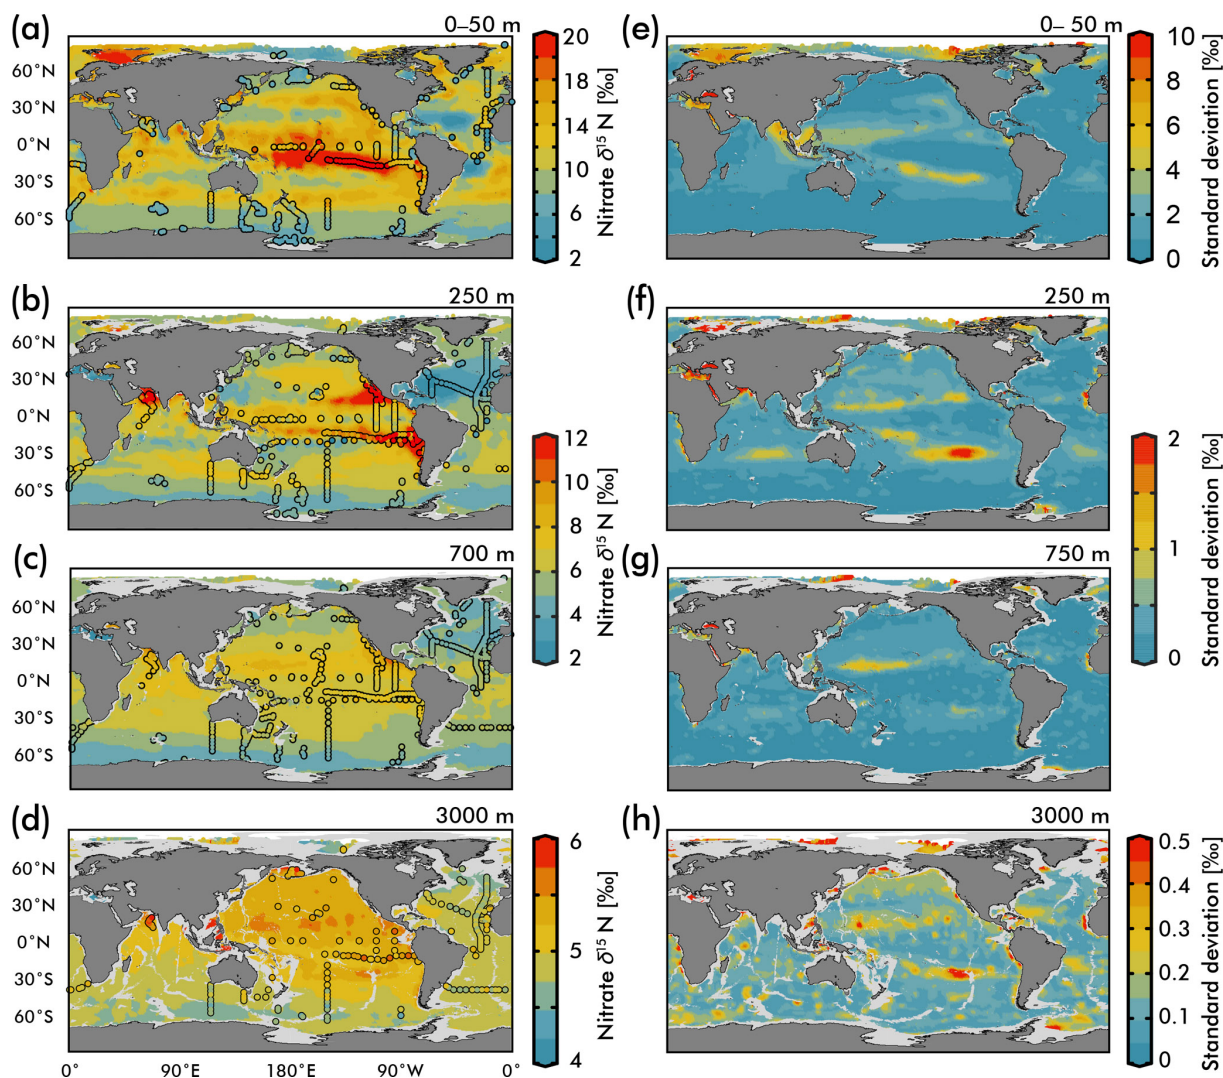 (a)
0–50 m
60°N
30°N
0°N
30°S
60°S
20
18
14
10
6
2
Nitrate δ¹⁵ N [‰]
(e)
0– 50 m
10
8
6
4
2
0
Standard deviation [‰]
(b)
250 m
60°N
30°N
0°N
30°S
60°S
(f)
250 m
12
10
8
6
4
2
Nitrate δ¹⁵ N [‰]
2
1
0
Standard deviation [‰]
(c)
700 m
60°N
30°N
0°N
30°S
60°S
(g)
750 m
(d)
3000 m
60°N
30°N
0°N
30°S
60°S
0°
90°E
180°E
90°W
0°
6
5
4
Nitrate δ¹⁵ N [‰]
(h)
3000 m
0.5
0.4
0.3
0.2
0.1
0
Standard deviation [‰]